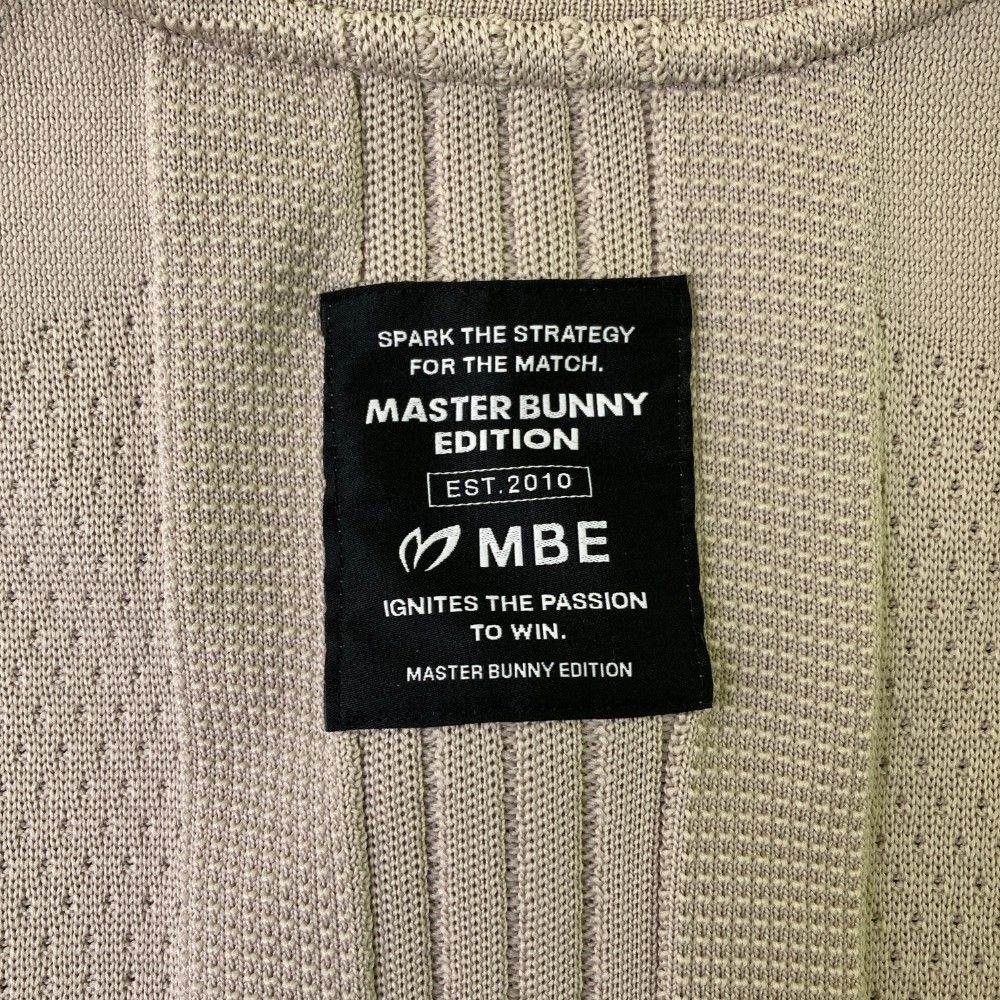 SPARK THE STRATEGY
FOR THE MATCH.
MASTER BUNNY
EDITION
EST.2010
MBE
IGNITES THE PASSION
TO WIN.
MASTER BUNNY EDITION